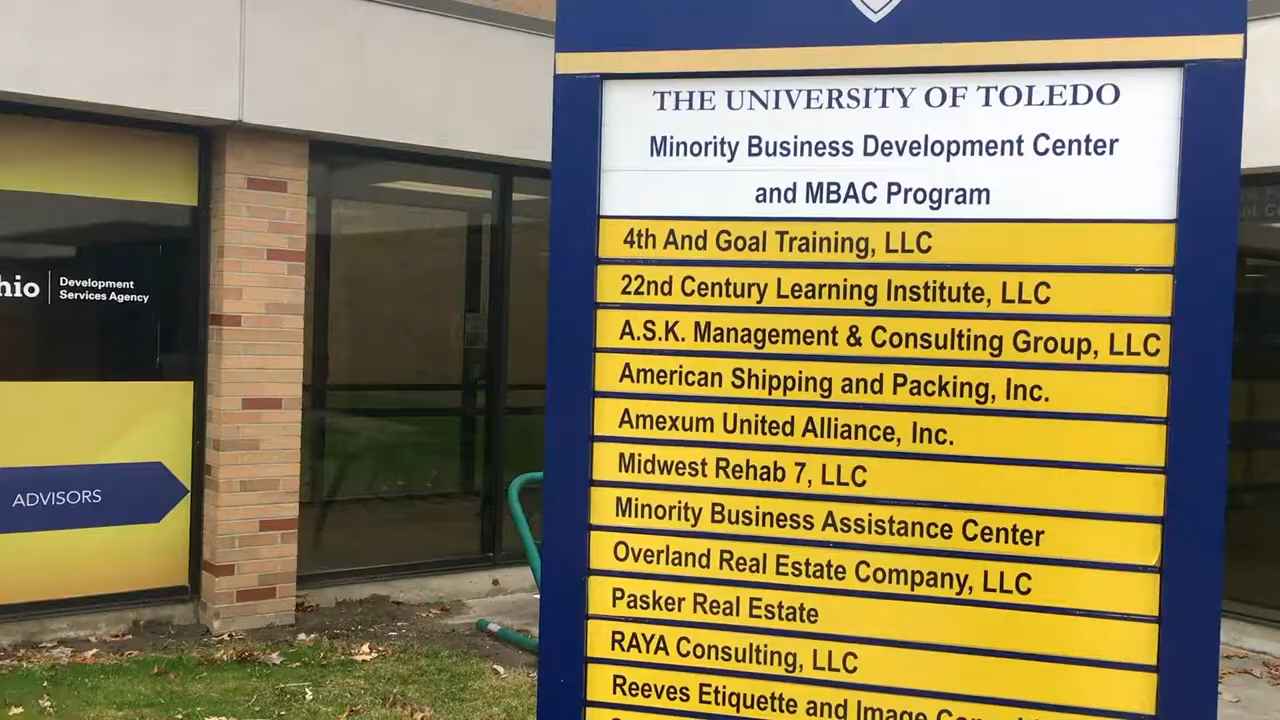 THE UNIVERSITY OF TOLEDO
Minority Business Development Center
and MBAC Program
4th And Goal Training, LLC
22nd Century Learning Institute, LLC
A.S.K. Management & Consulting Group, LLC
American Shipping and Packing, Inc.
Amexum United Alliance, Inc.
Midwest Rehab 7, LLC
Minority Business Assistance Center
Overland Real Estate Company, LLC
Pasker Real Estate
RAYA Consulting, LLC
Reeves Etiquette and Image
hio
Development
Services Agency
ADVISORS